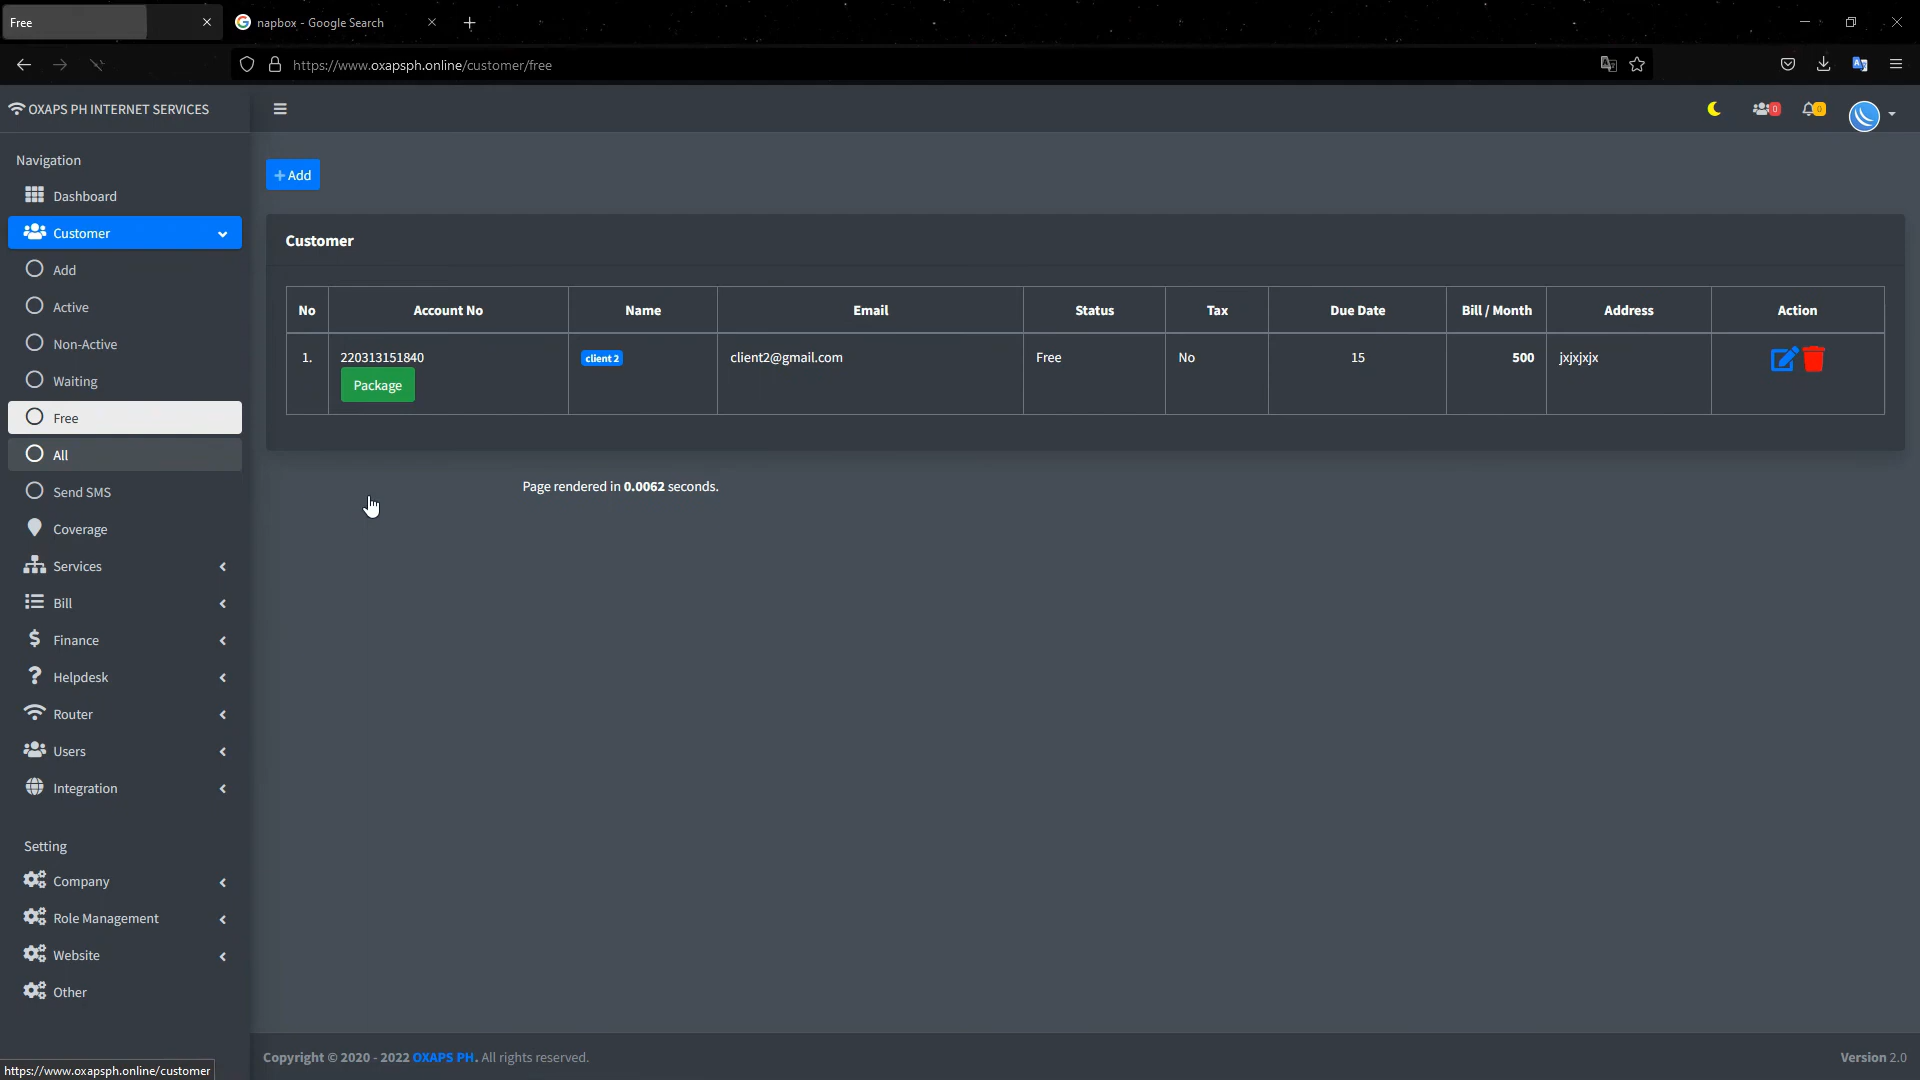 Free
napbox - Google Search
https://www.oxapsph.online/customer/free
OXAPS PH INTERNET SERVICES
0
0
Navigation
Dashboard
Customer
Add
Active
Non-Active
Waiting
Free
All
Send SMS
Coverage
Services
Bill
Finance
Helpdesk
Router
Users
Integration
Setting
Company
Role Management
Website
Other
+ Add
Customer
No Account No Name Email Status Tax Due Date Bill / Month Address Action
1. 220313151840 client 2 client2@gmail.com Free No 15 500 jxjxjxjx
Package
Page rendered in 0.0062 seconds.
Copyright © 2020 - 2022 OXAPS PH. All rights reserved.
Version 2.0
https://www.oxapsph.online/customer